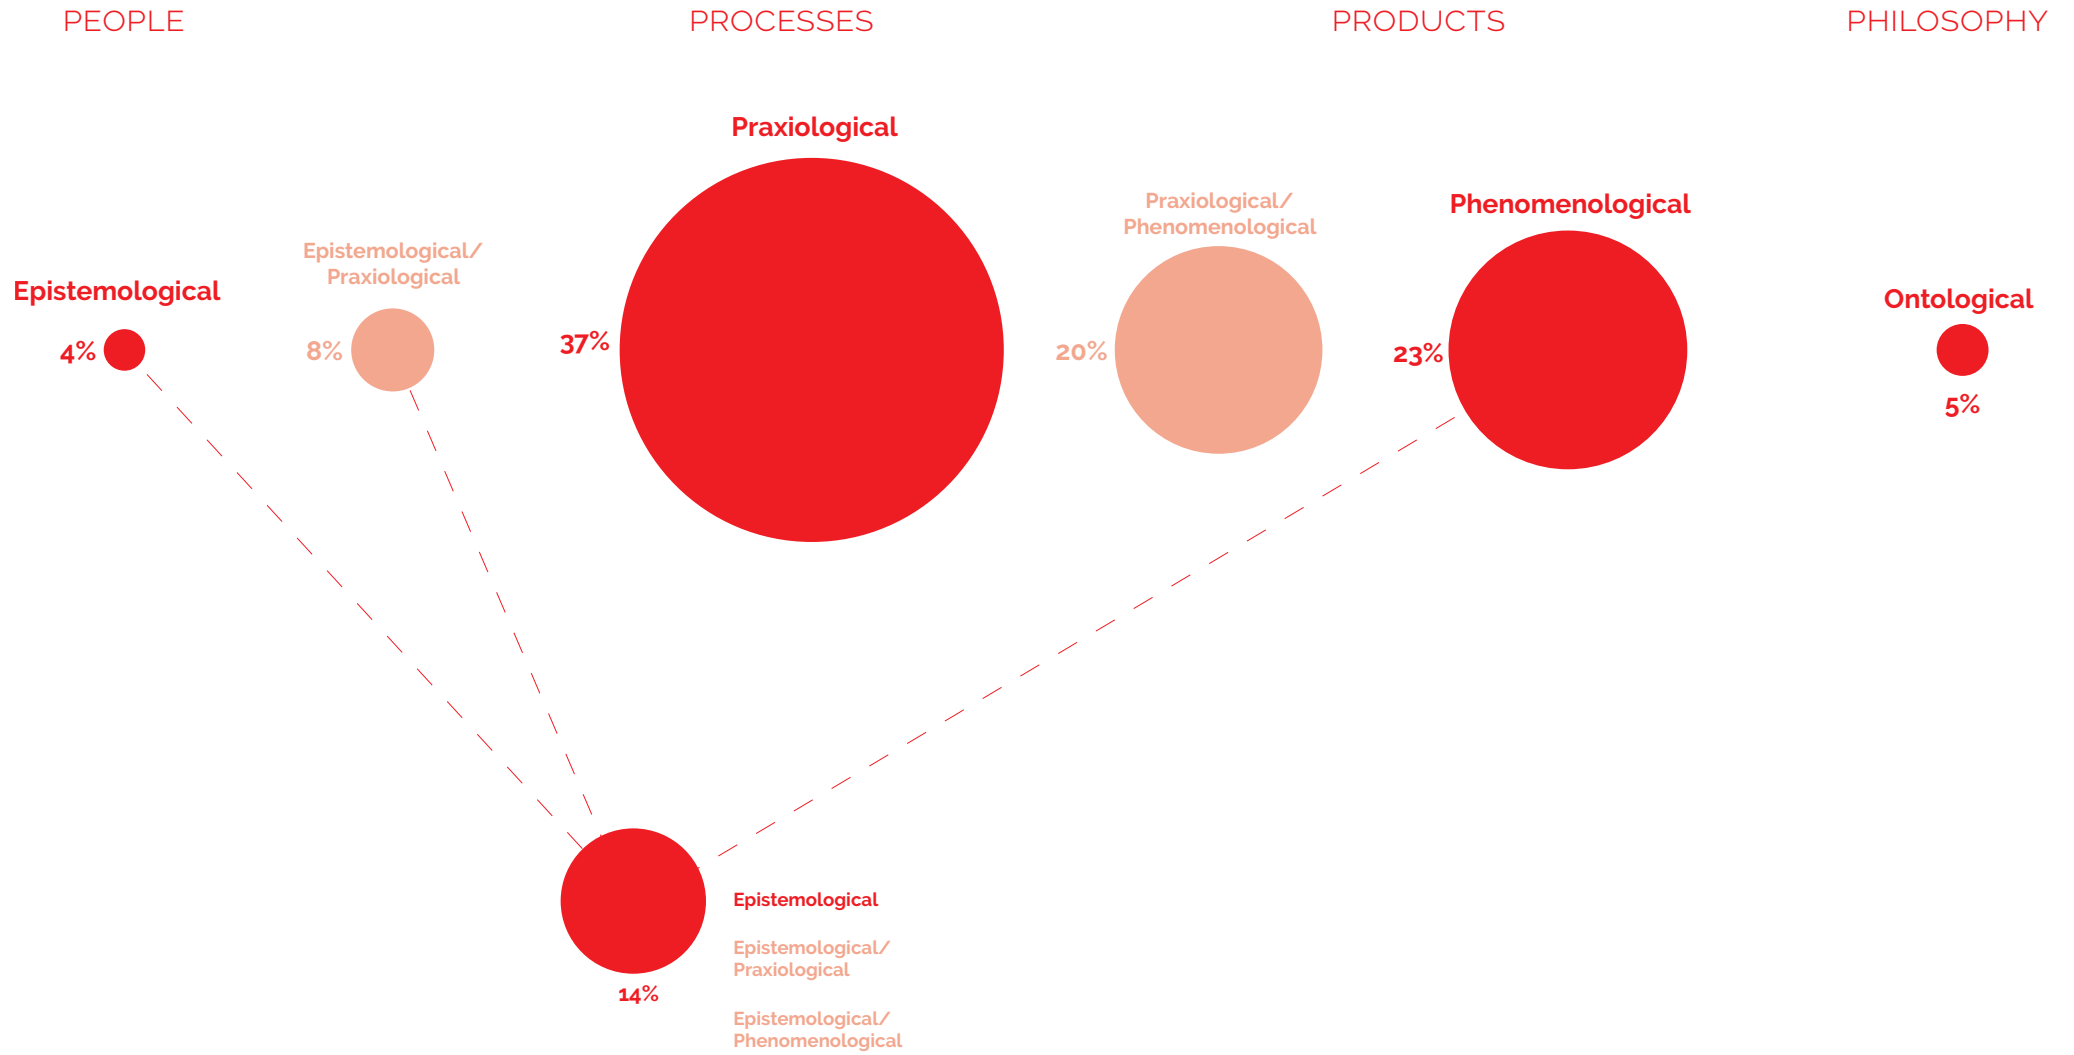 PEOPLE
PROCESSES
PRODUCTS
PHILOSOPHY
Epistemological
4%
Epistemological/
Praxiological
8%
Praxiological
37%
Praxiological/
Phenomenological
20%
Phenomenological
23%
Ontological
5%
14%
Epistemological
Epistemological/
Praxiological
Epistemological/
Phenomenological